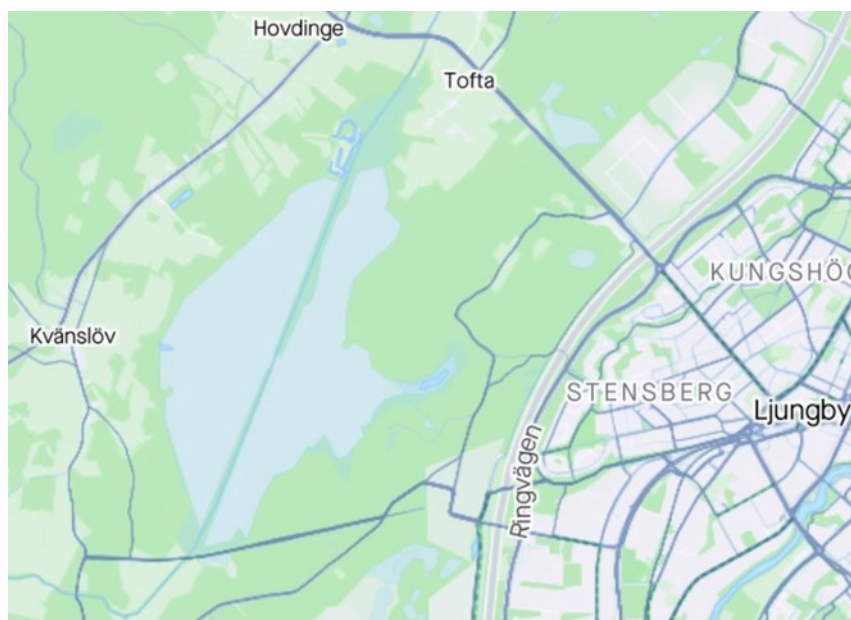 Hovdinge
Tofta
KUNGSHÖG
Kvänslöv
STENSBERG
Ljungby
Ringvägen